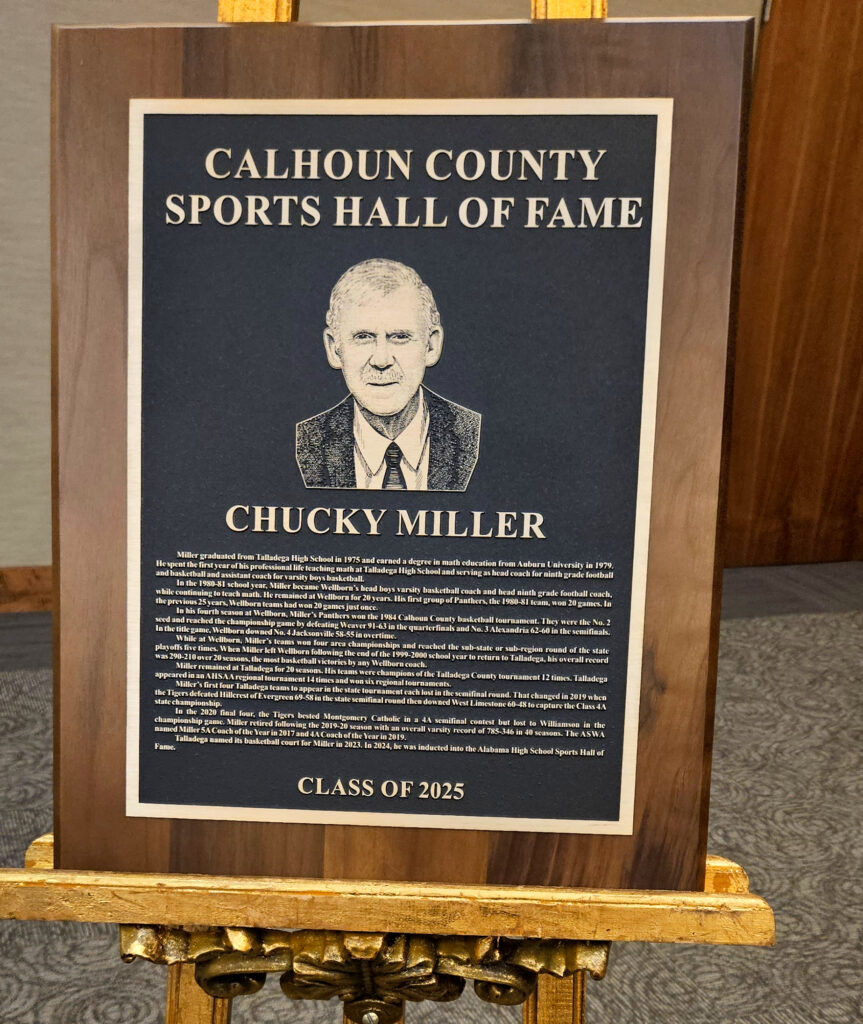 CALHOUN COUNTY
SPORTS HALL OF FAME
CHUCKY MILLER
Miller graduated from Talladega High School in 1975 and earned a degree in math education from Auburn University in 1979.
He spent the first year of his professional life teaching math at Talladega High School and serving as head coach for ninth grade football
and basketball and assistant coach for varsity boys basketball.
In the 1980-81 school year, Miller became Wellborn's head boys varsity basketball coach and head ninth grade football coach,
while continuing to teach math. He remained at Wellborn for 20 years. His first group of Panthers, the 1980-81 team, won 20 games. In
the previous 25 years, Wellborn teams had won 20 games just once.
In his fourth season at Wellborn, Miller's Panthers won the 1984 Calhoun County basketball tournament. They were the No. 2
seed and reached the championship game by defeating Weaver 91-63 in the quarterfinals and No. 3 Alexandria 62-60 in the semifinals.
In the title game, Wellborn downed No. 4 Jacksonville 58-55 in overtime.
While at Wellborn, Miller's teams won four area championships and reached the sub-state or sub-region round of the state
playoffs five times. When Miller left Wellborn following the end of the 1999-2000 school year to return to Talladega, his overall record
was 290-210 over 20 seasons, the most basketball victories by any Wellborn coach.
Miller remained at Talladega for 20 seasons. His teams were champions of the Talladega County tournament 12 times. Talladega
appeared in an AHSAA regional tournament 14 times and won six regional tournaments.
Miller's first four Talladega teams to appear in the state tournament each lost in the semifinal round. That changed in 2019 when
the Tigers defeated Hillcrest of Evergreen 69-58 in the state semifinal round then downed West Limestone 60-48 to capture the Class 4A
state championship.
In the 2020 final four, the Tigers bested Montgomery Catholic in a 4A semifinal contest but lost to Williamson in the
championship game. Miller retired following the 2019-20 season with an overall varsity record of 785-346 in 40 seasons. The ASWA
named Miller 5A Coach of the Year in 2017 and 4A Coach of the Year in 2019.
Talladega named its basketball court for Miller in 2023. In 2024, he was inducted into the Alabama High School Sports Hall of
Fame.
CLASS OF 2025